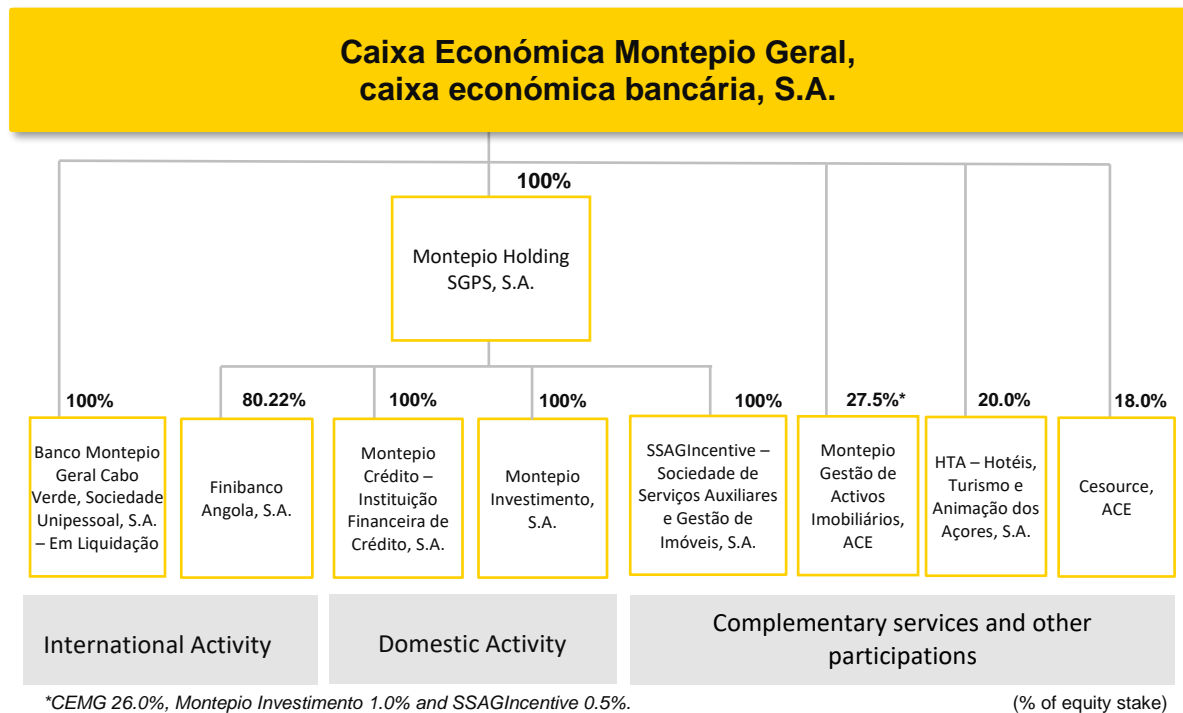 Caixa Económica Montepio Geral,
caixa económica bancária, S.A.
100%
Montepio Holding
SGPS, S.A.
100%
80.22%
100%
100%
100%
27.5%*
20.0%
18.0%
Banco Montepio
Geral Cabo
Verde, Sociedade
Unipessoal, S.A.
– Em Liquidação
Finibanco
Angola, S.A.
Montepio
Crédito –
Instituição
Financeira de
Crédito, S.A.
Montepio
Investimento,
S.A.
SSAGIncentive –
Sociedade de
Serviços Auxiliares
e Gestão de
Imóveis, S.A.
Montepio
Gestão de
Activos
Imobiliários,
ACE
HTA – Hotéis,
Turismo e
Animação dos
Açores, S.A.
Cesource,
ACE
International Activity
Domestic Activity
Complementary services and other
participations
*CEMG 26.0%, Montepio Investimento 1.0% and SSAGIncentive 0.5%.
(% of equity stake)